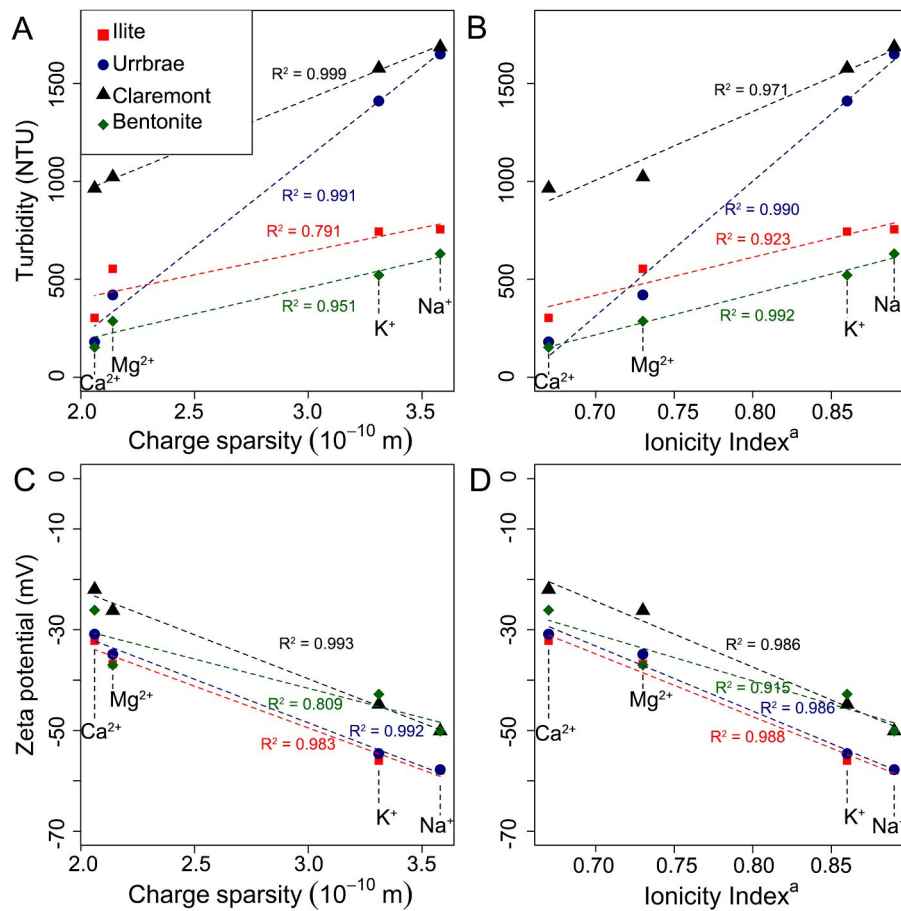 A
Ilite
Urrbrae
Claremont
Bentonite
R² = 0.999
R² = 0.991
R² = 0.791
R² = 0.951
Ca²⁺
Mg²⁺
K⁺
Na⁺
Turbidity (NTU)
0
500
1000
1500
2.0 2.5 3.0 3.5
Charge sparsity (10⁻¹⁰ m)
B
R² = 0.971
R² = 0.990
R² = 0.923
R² = 0.992
Ca²⁺
Mg²⁺
K⁺
Na
0
500
1000
1500
0.70 0.75 0.80 0.85
Ionicity Indexᵃ
C
R² = 0.993
R² = 0.809
R² = 0.992
R² = 0.983
Ca²⁺
Mg²⁺
K⁺
Na⁺
Zeta potential (mV)
0
-10
-30
-50
-70
2.0 2.5 3.0 3.5
Charge sparsity (10⁻¹⁰ m)
D
R² = 0.986
R² = 0.915
R² = 0.986
R² = 0.988
Ca²⁺
Mg²⁺
K⁺
Na⁺
0
-10
-30
-50
-70
0.70 0.75 0.80 0.85
Ionicity Indexᵃ